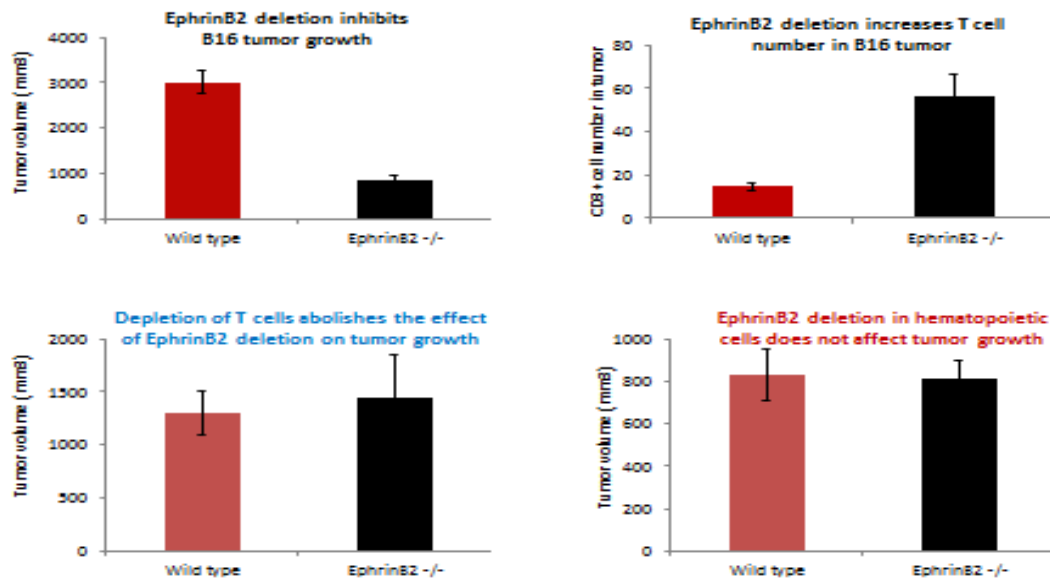 EphrinB2 deletion inhibits
B16 tumor growth
4000
3000
2000
1000
0
Tumor volume (mm3)
Wild type
EphrinB2 -/-
EphrinB2 deletion increases T cell
number in B16 tumor
80
60
40
20
0
CD8+ cell number in tumor
Wild type
EphrinB2 -/-
Depletion of T cells abolishes the effect
of EphrinB2 deletion on tumor growth
2000
1500
1000
500
0
Tumor volume (mm3)
Wild type
EphrinB2 -/-
EphrinB2 deletion in hematopoietic
cells does not affect tumor growth
1000
800
600
400
200
0
Tumor volume (mm3)
Wild type
EphrinB2 -/-